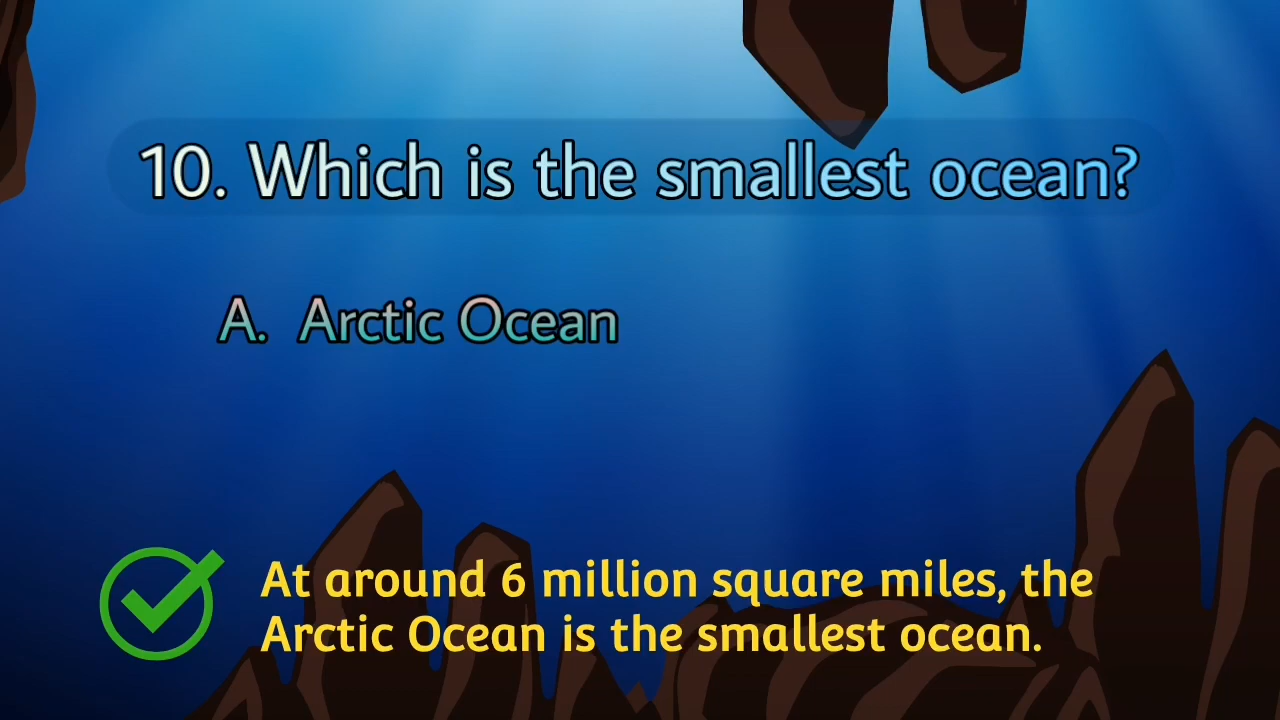 10. Which is the smallest ocean?
A. Arctic Ocean
At around 6 million square miles, the
Arctic Ocean is the smallest ocean.